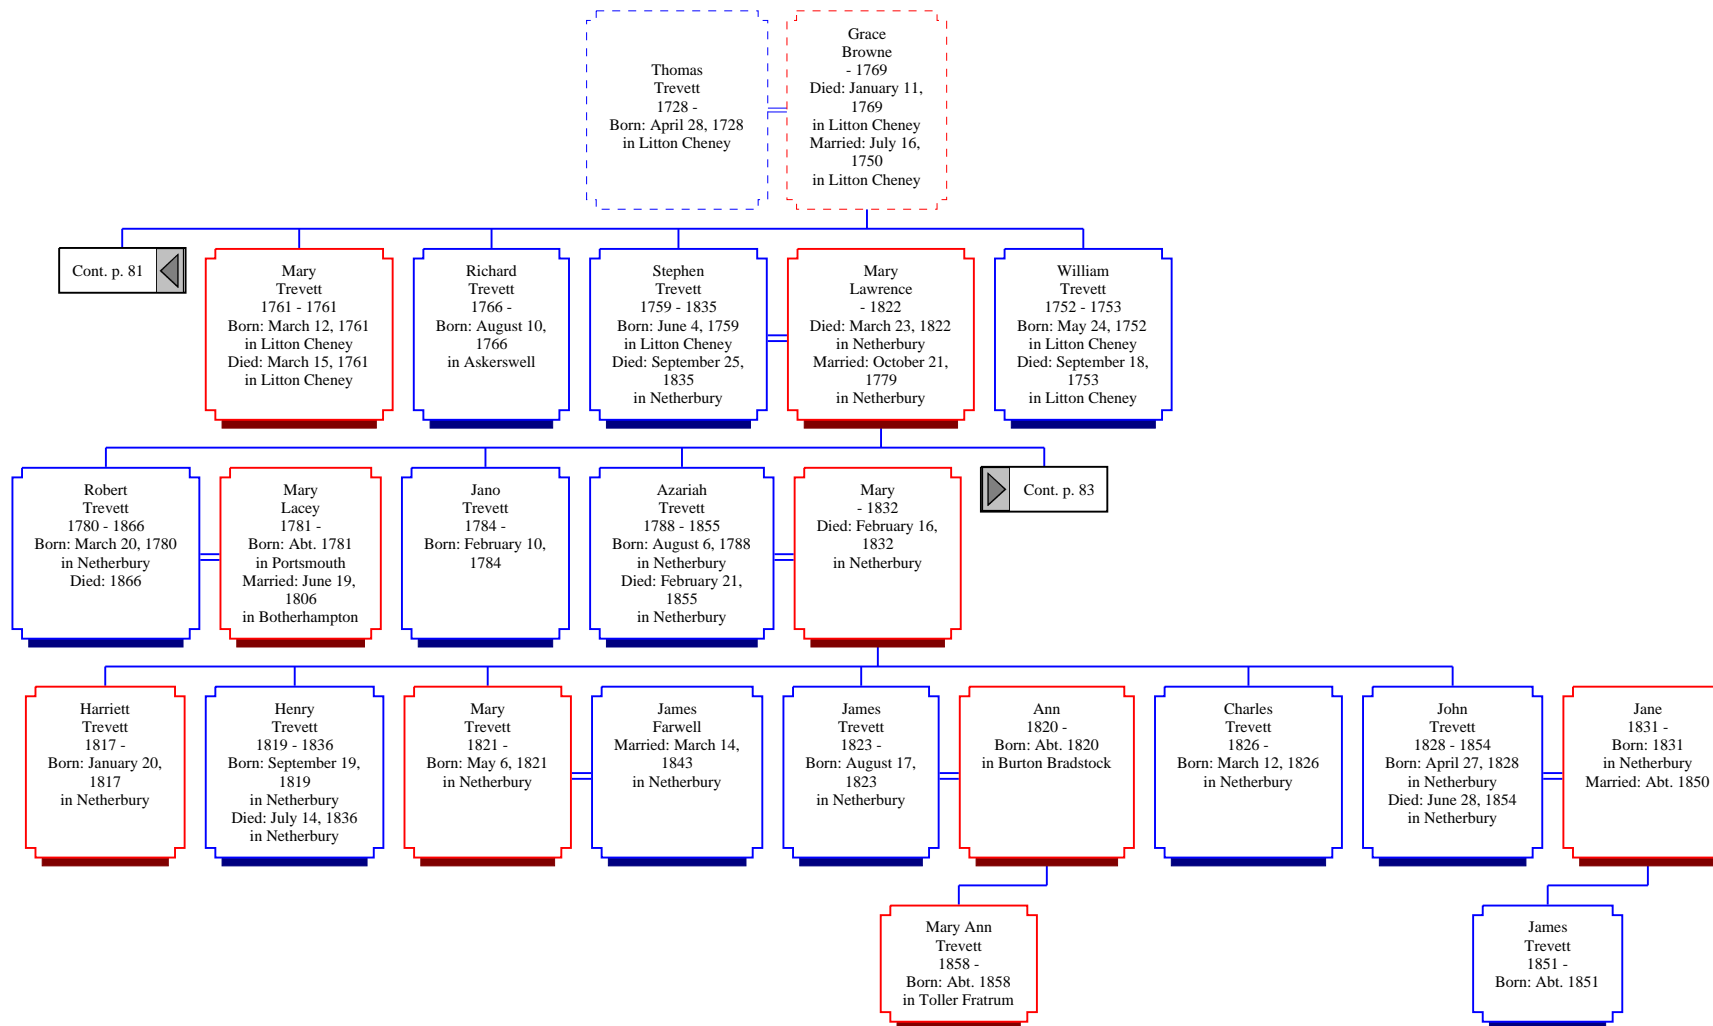 Thomas
Trevett
1728 -
Born: April 28, 1728
in Litton Cheney
Grace
Browne
- 1769
Died: January 11,
1769
in Litton Cheney
Married: July 16,
1750
in Litton Cheney
Cont. p. 81
Mary
Trevett
1761 - 1761
Born: March 12, 1761
in Litton Cheney
Died: March 15, 1761
in Litton Cheney
Richard
Trevett
1766 -
Born: August 10,
1766
in Askerswell
Stephen
Trevett
1759 - 1835
Born: June 4, 1759
in Litton Cheney
Died: September 25,
1835
in Netherbury
Mary
Lawrence
- 1822
Died: March 23, 1822
in Netherbury
Married: October 21,
1779
in Netherbury
William
Trevett
1752 - 1753
Born: May 24, 1752
in Litton Cheney
Died: September 18,
1753
in Litton Cheney
Robert
Trevett
1780 - 1866
Born: March 20, 1780
in Netherbury
Died: 1866
Mary
Lacey
1781 -
Born: Abt. 1781
in Portsmouth
Married: June 19,
1806
in Botherhampton
Jano
Trevett
1784 -
Born: February 10,
1784
Azariah
Trevett
1788 - 1855
Born: August 6, 1788
in Netherbury
Died: February 21,
1855
in Netherbury
Mary
- 1832
Died: February 16,
1832
in Netherbury
Cont. p. 83
Harriett
Trevett
1817 -
Born: January 20,
1817
in Netherbury
Henry
Trevett
1819 - 1836
Born: September 19,
1819
in Netherbury
Died: July 14, 1836
in Netherbury
Mary
Trevett
1821 -
Born: May 6, 1821
in Netherbury
James
Farwell
Married: March 14,
1843
in Netherbury
James
Trevett
1823 -
Born: August 17,
1823
in Netherbury
Ann
1820 -
Born: Abt. 1820
in Burton Bradstock
Charles
Trevett
1826 -
Born: March 12, 1826
in Netherbury
John
Trevett
1828 - 1854
Born: April 27, 1828
in Netherbury
Died: June 28, 1854
in Netherbury
Jane
1831 -
Born: 1831
in Netherbury
Married: Abt. 1850
Mary Ann
Trevett
1858 -
Born: Abt. 1858
in Toller Fratrum
James
Trevett
1851 -
Born: Abt. 1851